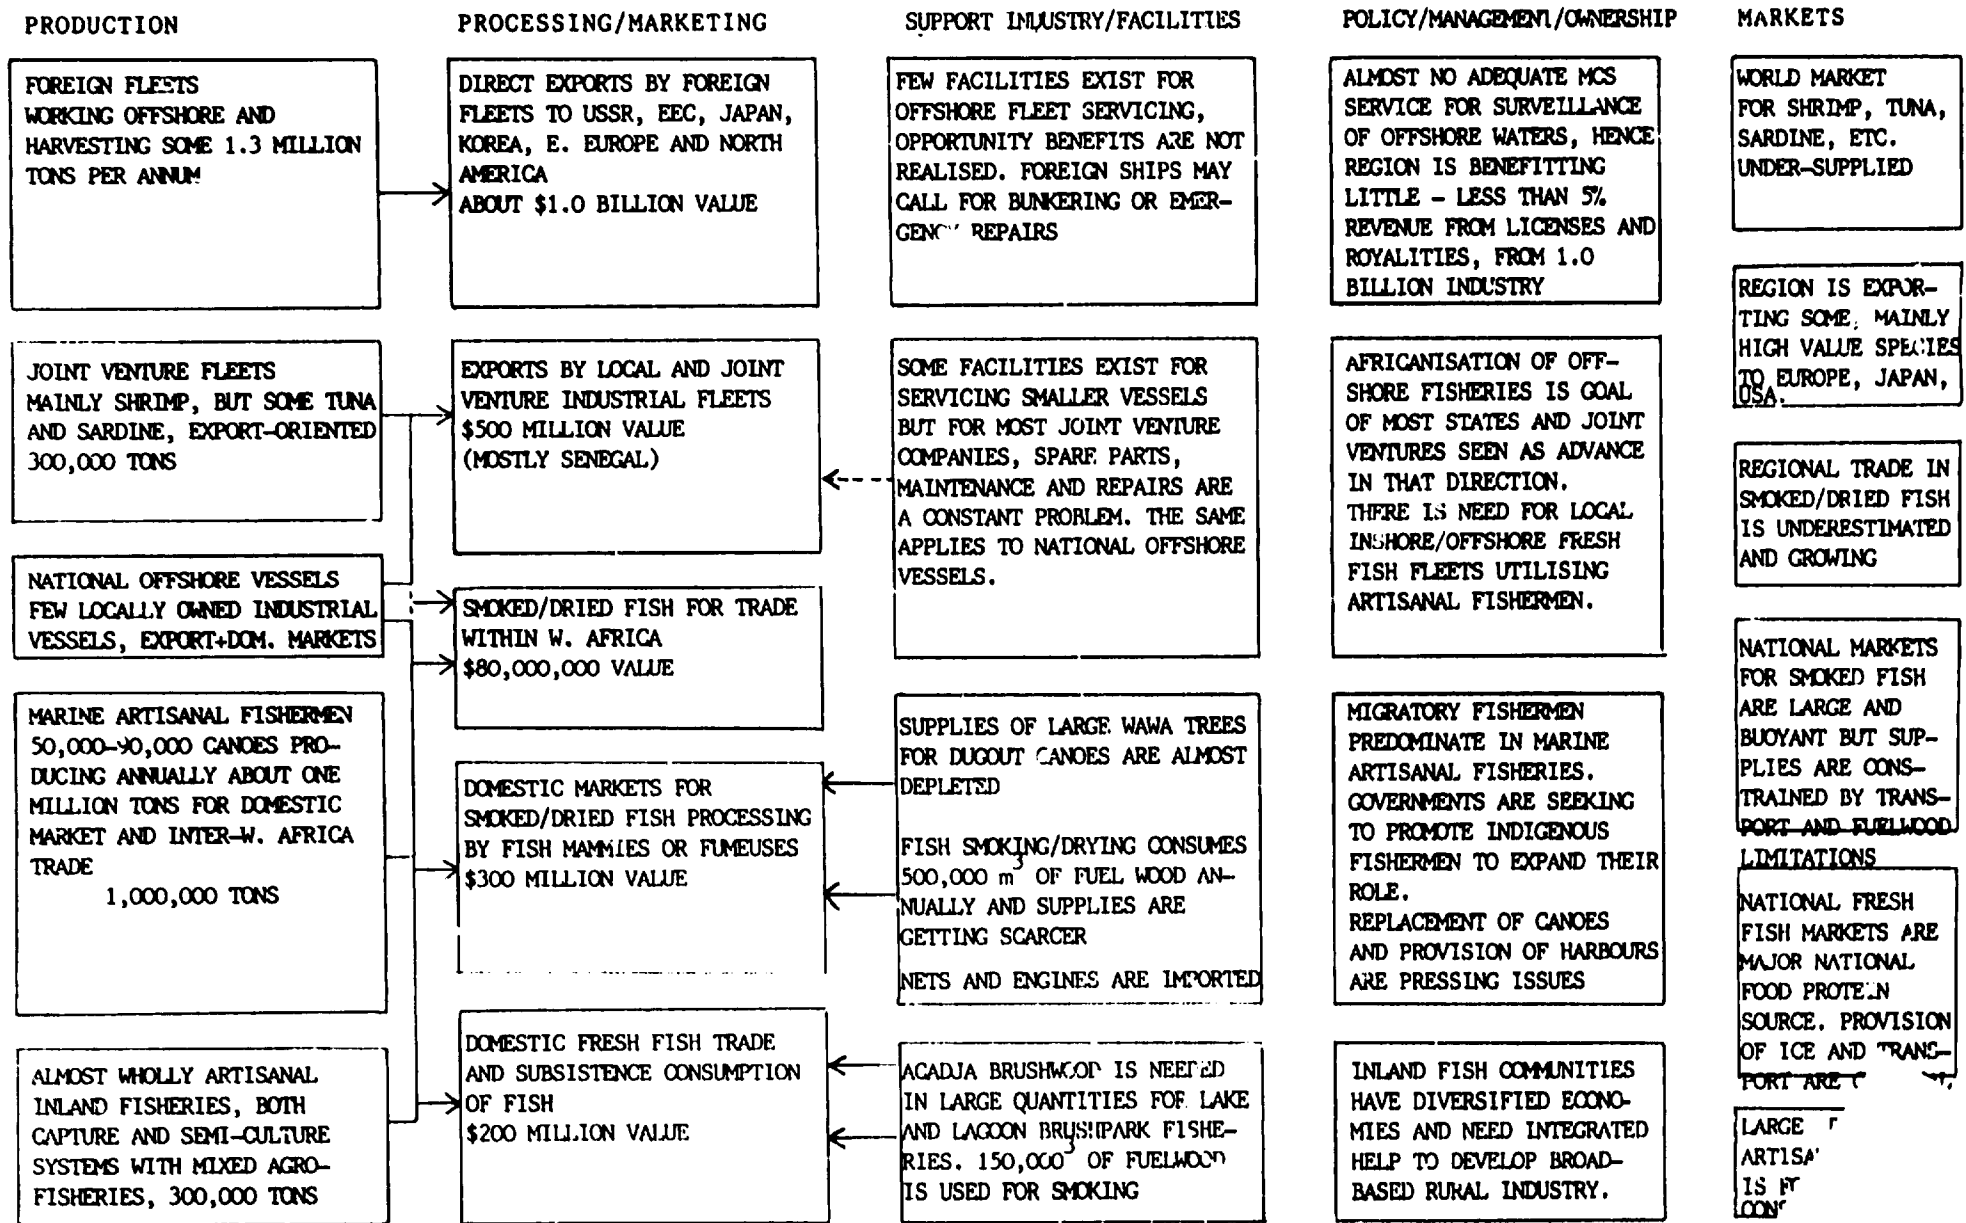 PRODUCTION
FOREIGN FLEETS
WORKING OFFSHORE AND
HARVESTING SOME 1.3 MILLION
TONS PER ANNUM
JOINT VENTURE FLEETS
MAINLY SHRIMP, BUT SOME TUNA
AND SARDINE, EXPORT-ORIENTED
300,000 TONS
NATIONAL OFFSHORE VESSELS
FEW LOCALLY OWNED INDUSTRIAL
VESSELS, EXPORT+DOM. MARKETS
MARINE ARTISANAL FISHERMEN
50,000-90,000 CANOES PRO-
DUCING ANNUALLY ABOUT ONE
MILLION TONS FOR DOMESTIC
MARKET AND INTER-W. AFRICA
TRADE
1,000,000 TONS
ALMOST WHOLLY ARTISANAL
INLAND FISHERIES, BOTH
CAPTURE AND SEMI-CULTURE
SYSTEMS WITH MIXED AGRO-
FISHERIES, 300,000 TONS
PROCESSING/MARKETING
DIRECT EXPORTS BY FOREIGN
FLEETS TO USSR, EEC, JAPAN,
KOREA, E. EUROPE AND NORTH
AMERICA
ABOUT $1.0 BILLION VALUE
EXPORTS BY LOCAL AND JOINT
VENTURE INDUSTRIAL FLEETS
$500 MILLION VALUE
(MOSTLY SENEGAL)
SMOKED/DRIED FISH FOR TRADE
WITHIN W. AFRICA
$80,000,000 VALUE
DOMESTIC MARKETS FOR
SMOKED/DRIED FISH PROCESSING
BY FISH MAMMIES OR FUMEUSES
$300 MILLION VALUE
DOMESTIC FRESH FISH TRADE
AND SUBSISTENCE CONSUMPTION
OF FISH
$200 MILLION VALUE
SUPPORT INDUSTRY/FACILITIES
FEW FACILITIES EXIST FOR
OFFSHORE FLEET SERVICING,
OPPORTUNITY BENEFITS ARE NOT
REALISED. FOREIGN SHIPS MAY
CALL FOR BUNKERING OR EMER-
GENCY REPAIRS
SOME FACILITIES EXIST FOR
SERVICING SMALLER VESSELS
BUT FOR MOST JOINT VENTURE
COMPANIES, SPARE PARTS,
MAINTENANCE AND REPAIRS ARE
A CONSTANT PROBLEM. THE SAME
APPLIES TO NATIONAL OFFSHORE
VESSELS.
SUPPLIES OF LARGE WAWA TREES
FOR DUGOUT CANOES ARE ALMOST
DEPLETED
FISH SMOKING/DRYING CONSUMES
500,000 m³ OF FUEL WOOD AN-
NUALLY AND SUPPLIES ARE
GETTING SCARCER
NETS AND ENGINES ARE IMPORTED
ACADJA BRUSHWOOD IS NEEDED
IN LARGE QUANTITIES FOR LAKE
AND LAGOON BRUSHPARK FISHE-
RIES. 150,000³ OF FUELWOOD
IS USED FOR SMOKING
POLICY/MANAGEMENT/OWNERSHIP
ALMOST NO ADEQUATE MCS
SERVICE FOR SURVEILLANCE
OF OFFSHORE WATERS, HENCE
REGION IS BENEFITTING
LITTLE - LESS THAN 5%
REVENUE FROM LICENSES AND
ROYALITIES, FROM 1.0
BILLION INDUSTRY
AFRICANISATION OF OFF-
SHORE FISHERIES IS GOAL
OF MOST STATES AND JOINT
VENTURES SEEN AS ADVANCE
IN THAT DIRECTION.
THERE IS NEED FOR LOCAL
INSHORE/OFFSHORE FRESH
FISH FLEETS UTILISING
ARTISANAL FISHERMEN.
MIGRATORY FISHERMEN
PREDOMINATE IN MARINE
ARTISANAL FISHERIES.
GOVERNMENTS ARE SEEKING
TO PROMOTE INDIGENOUS
FISHERMEN TO EXPAND THEIR
ROLE.
REPLACEMENT OF CANOES
AND PROVISION OF HARBOURS
ARE PRESSING ISSUES
INLAND FISH COMMUNITIES
HAVE DIVERSIFIED ECONO-
MIES AND NEED INTEGRATED
HELP TO DEVELOP BROAD-
BASED RURAL INDUSTRY.
MARKETS
WORLD MARKET
FOR SHRIMP, TUNA,
SARDINE, ETC.
UNDER-SUPPLIED
REGION IS EXPOR-
TING SOME, MAINLY
HIGH VALUE SPECIES
TO EUROPE, JAPAN,
USA.
REGIONAL TRADE IN
SMOKED/DRIED FISH
IS UNDERESTIMATED
AND GROWING
NATIONAL MARKETS
FOR SMOKED FISH
ARE LARGE AND
BUOYANT BUT SUP-
PLIES ARE CONS-
TRAINED BY TRANS-
PORT AND FUELWOOD
LIMITATIONS
NATIONAL FRESH
FISH MARKETS ARE
MAJOR NATIONAL
FOOD PROTEIN
SOURCE. PROVISION
OF ICE AND TRANS-
PORT ARE
LARGE
IS